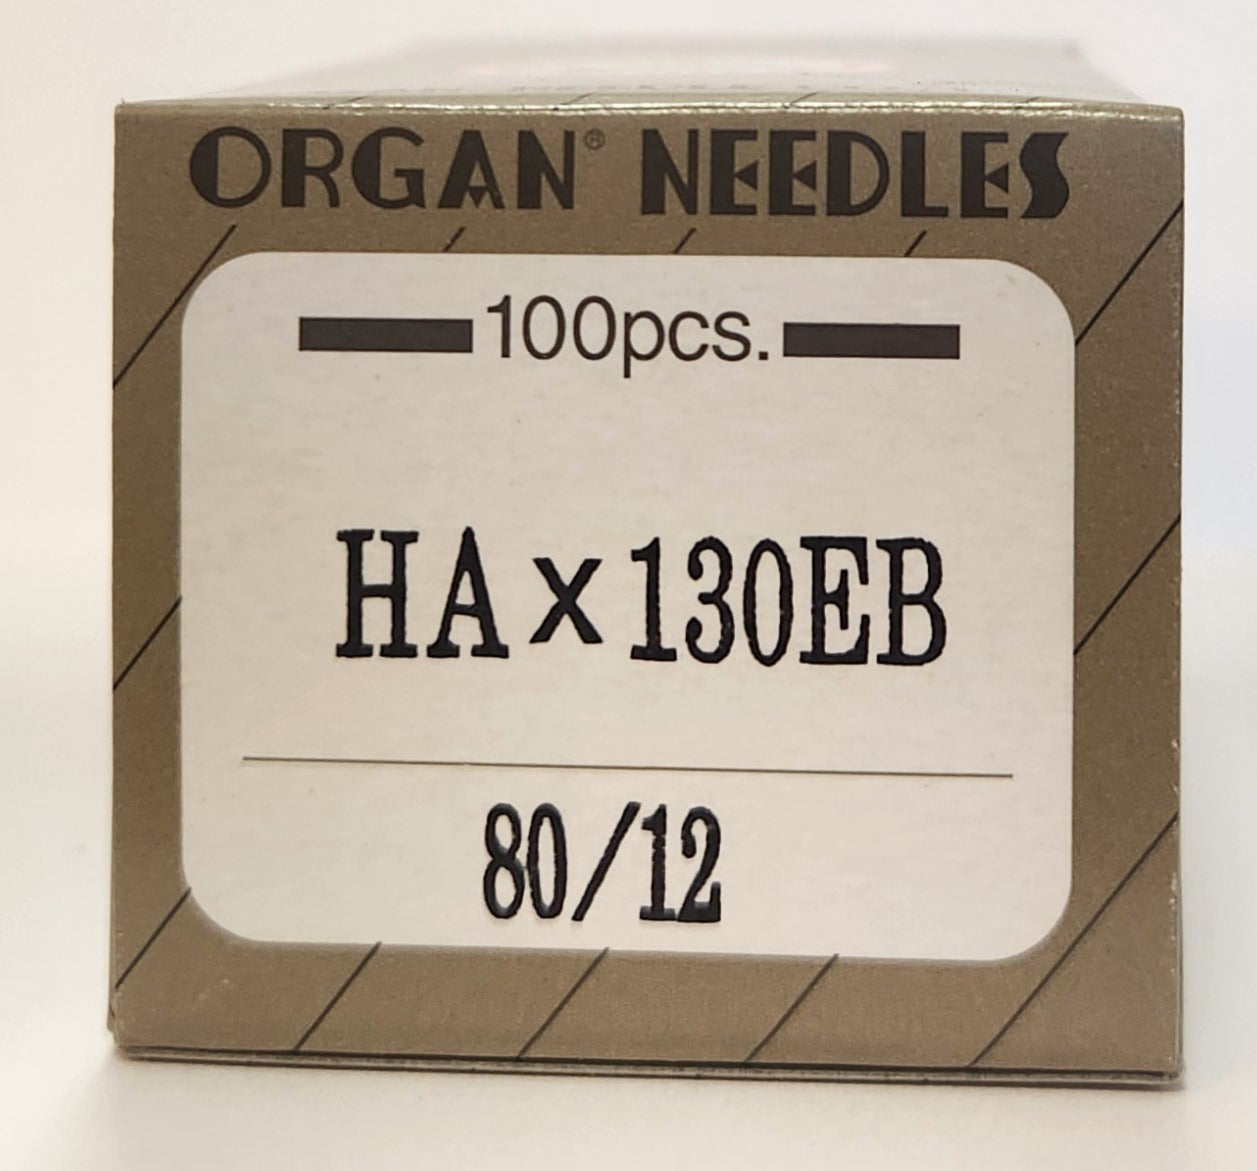 ORGAN® NEEDLES
100pcs.
HA×130EB
80/12